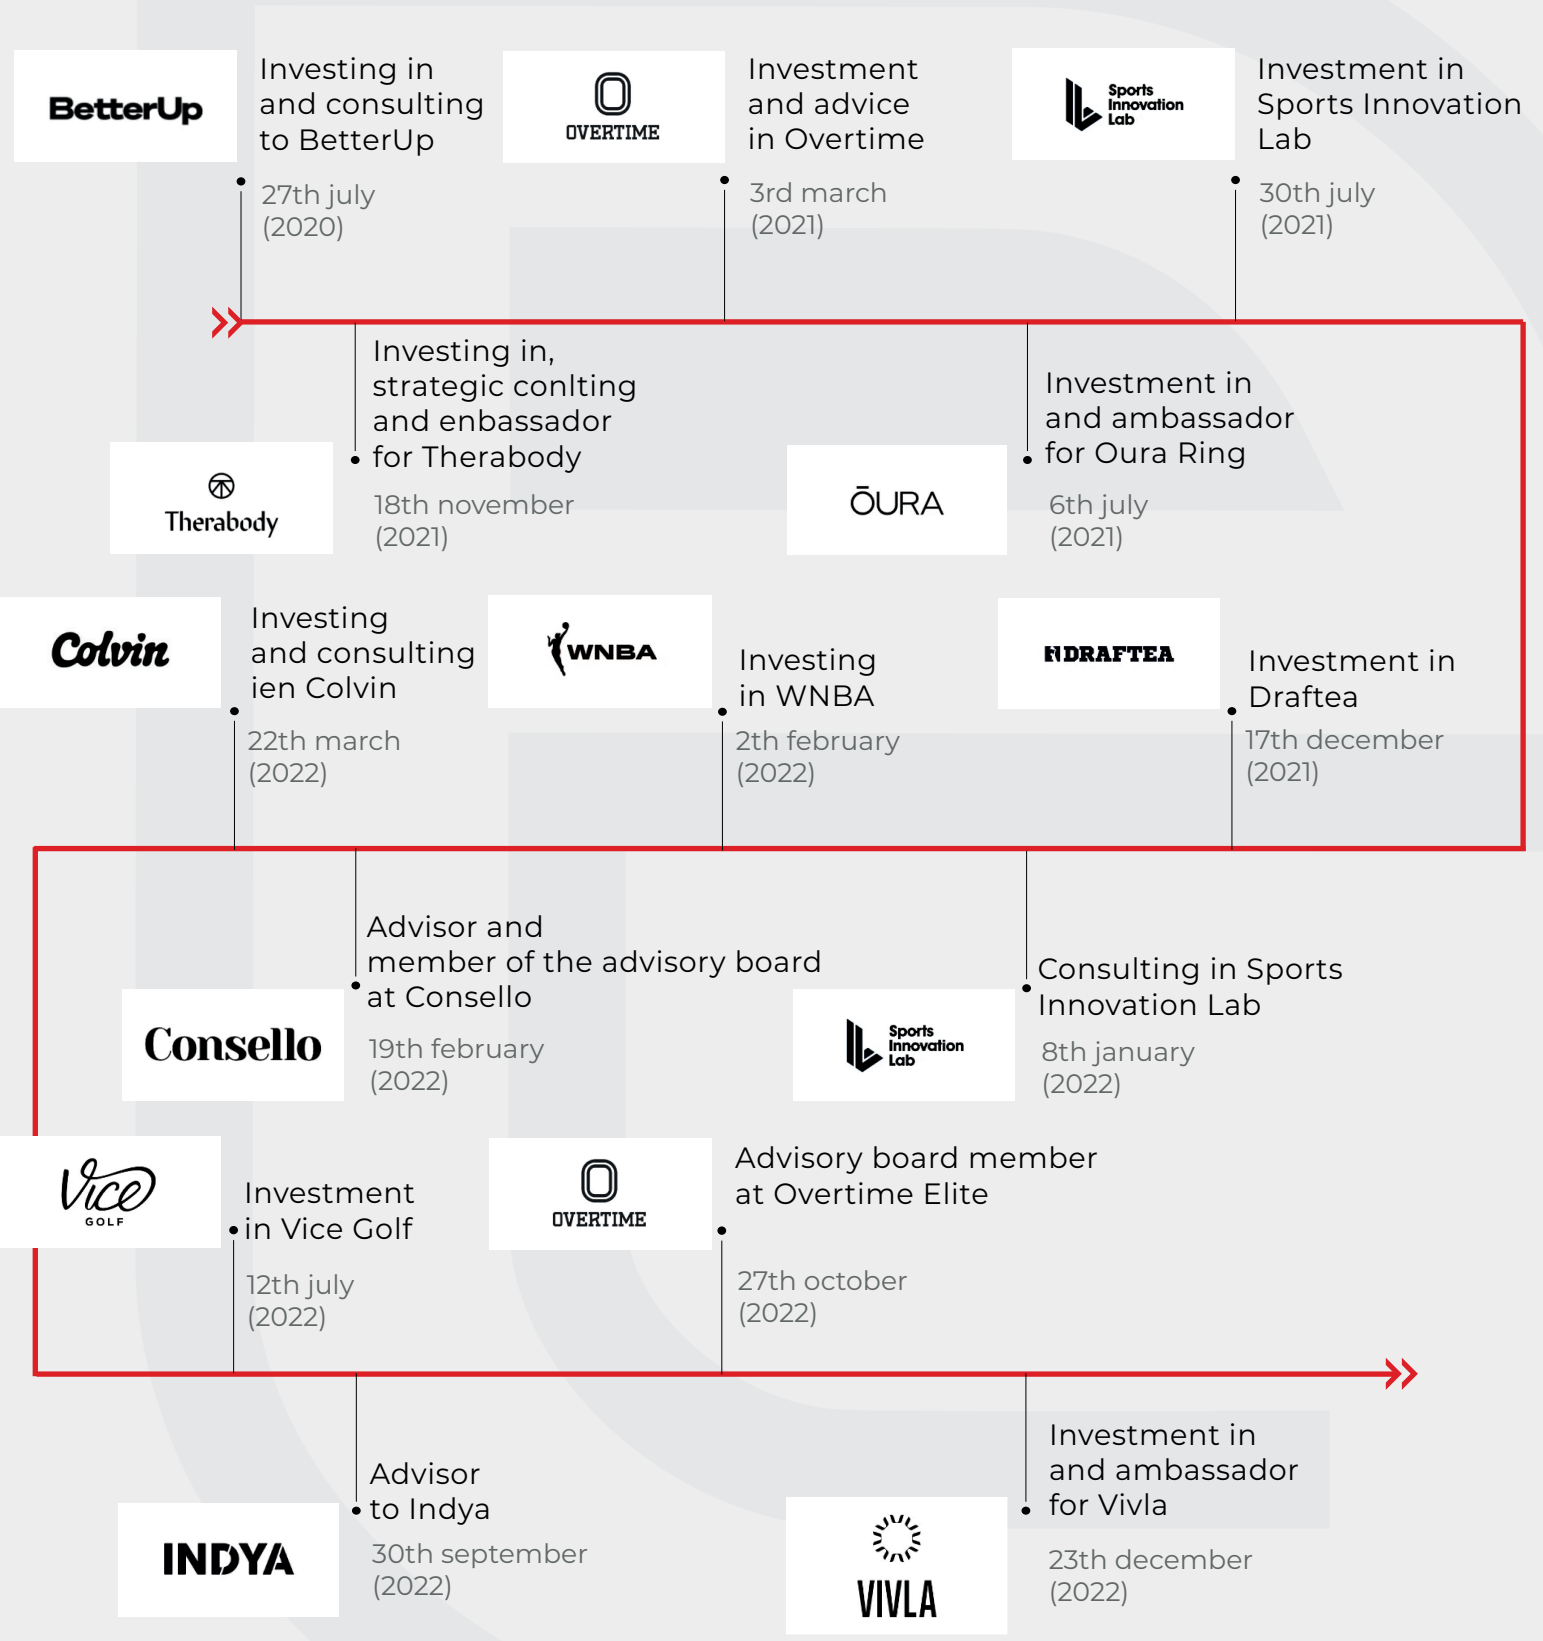 BetterUp
Investing in
and consulting
to BetterUp
27th july
(2020)
OVERTIME
Investment
and advice
in Overtime
3rd march
(2021)
Sports
Innovation
Lab
Investment in
Sports Innovation
Lab
30th july
(2021)
Therabody
Investing in,
strategic conlting
and enbassador
for Therabody
18th november
(2021)
ŌURA
Investment in
and ambassador
for Oura Ring
6th july
(2021)
Colvin
Investing
and consulting
ien Colvin
22th march
(2022)
WNBA
Investing
in WNBA
2th february
(2022)
DRAFTEA
Investment in
Draftea
17th december
(2021)
Consello
Advisor and
member of the advisory board
at Consello
19th february
(2022)
Sports
Innovation
Lab
Consulting in Sports
Innovation Lab
8th january
(2022)
Vice
GOLF
Investment
in Vice Golf
12th july
(2022)
OVERTIME
Advisory board member
at Overtime Elite
27th october
(2022)
INDYA
Advisor
to Indya
30th september
(2022)
VIVLA
Investment in
and ambassador
for Vivla
23th december
(2022)